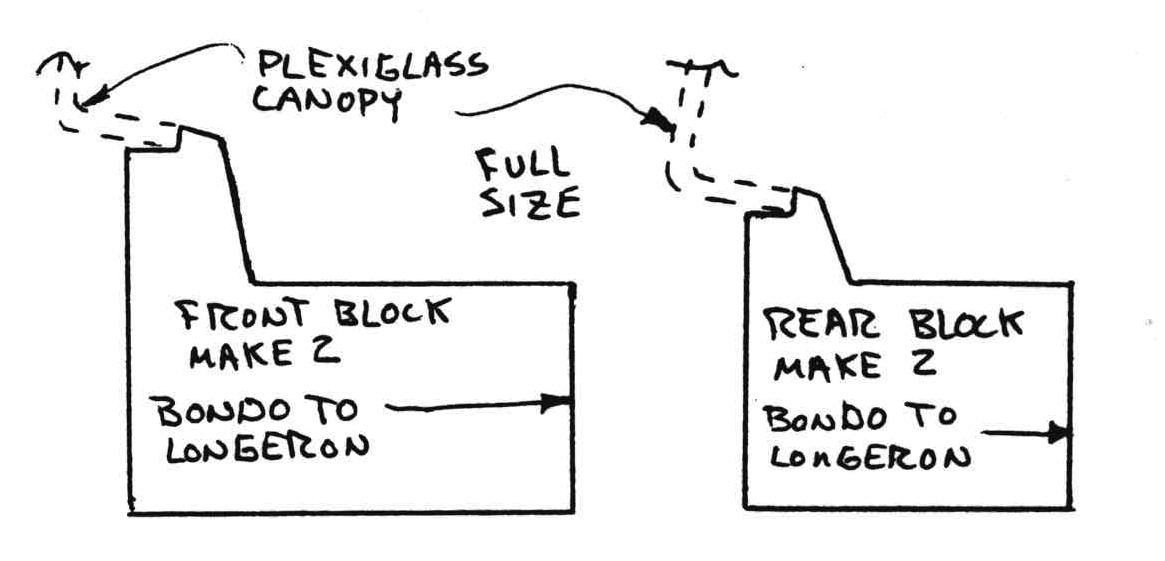 PLEXIGLASS
CANOPY
FULL
SIZE
FRONT BLOCK
MAKE 2
BONDO TO
LONGERON
REAR BLOCK
MAKE 2
BONDO TO
LONGERON